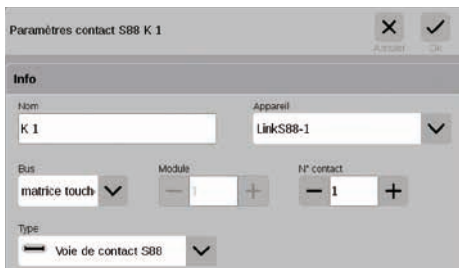 Paramètres contact S88 K 1
Annuler Ok
Info
Nom Appareil
K 1 LinkS88-1
Bus Module N° contact
matrice touch 1 1
Type
Voie de contact S88